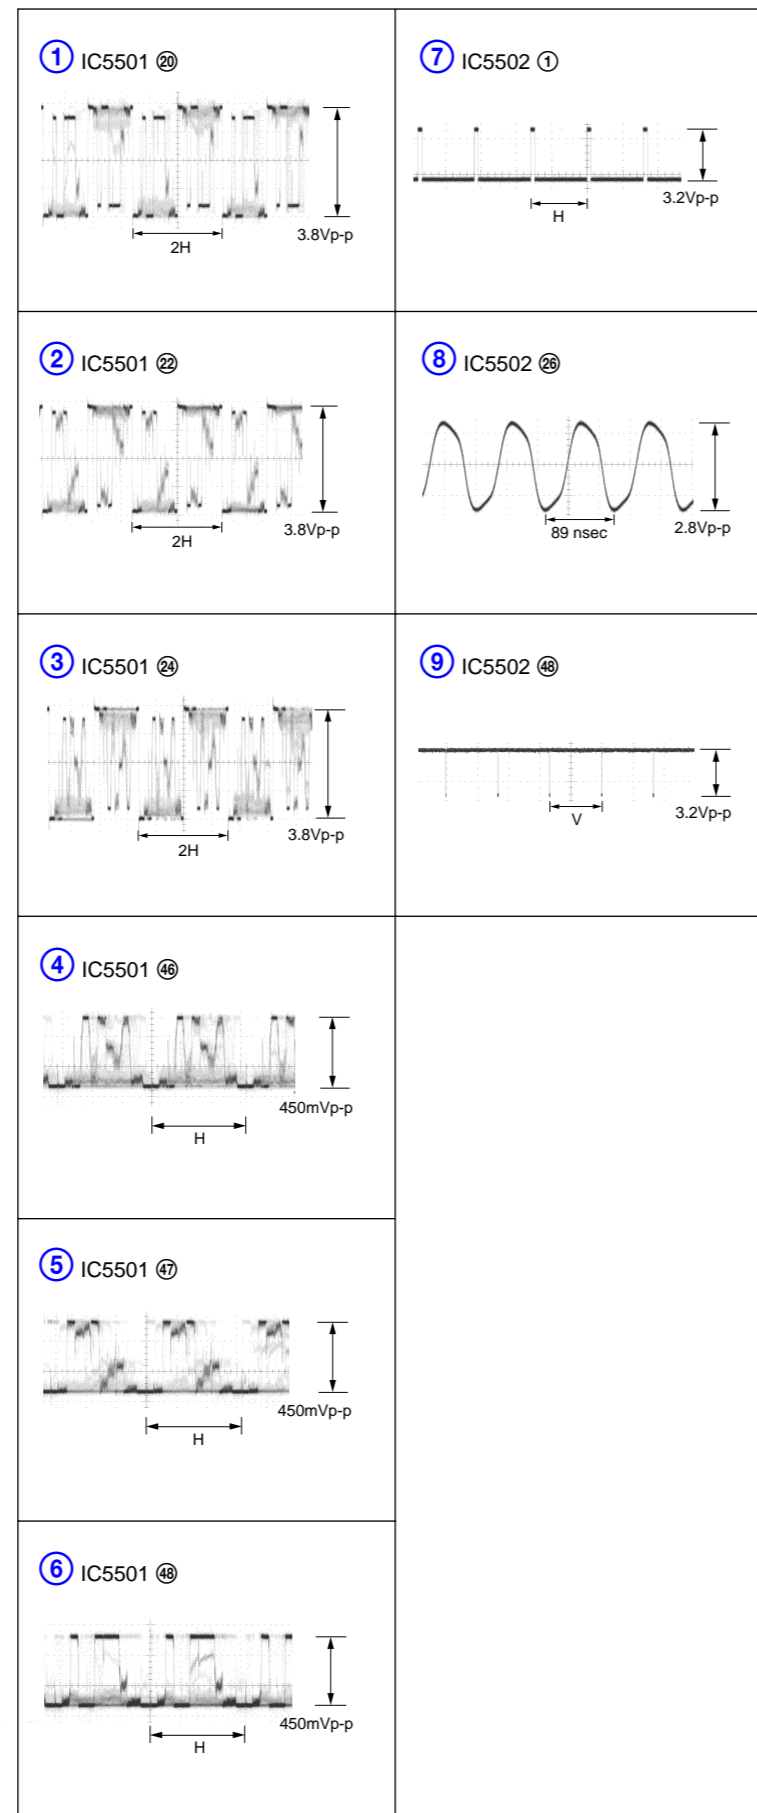 ① IC5501 ⑳
3.8Vp-p
2H
② IC5501 ㉒
3.8Vp-p
2H
③ IC5501 ㉔
3.8Vp-p
2H
④ IC5501 ㊻
450mVp-p
H
⑤ IC5501 ㊼
450mVp-p
H
⑥ IC5501 ㊽
450mVp-p
H
⑦ IC5502 ①
3.2Vp-p
H
⑧ IC5502 ㉖
2.8Vp-p
89 nsec
⑨ IC5502 ㊽
3.2Vp-p
V